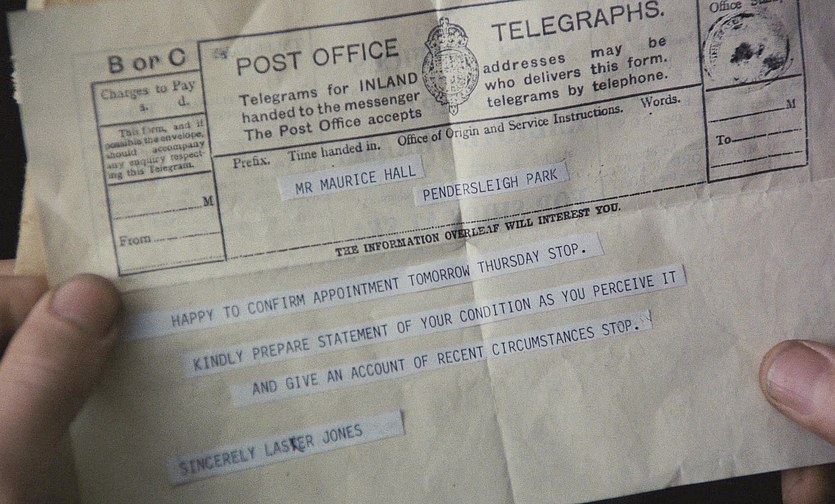 B or C
POST OFFICE
TELEGRAPHS.
Office Stamp
Charges to Pay
s. d.
Telegrams for INLAND addresses may be
handed to the messenger who delivers this form.
The Post Office accepts telegrams by telephone.
This form, and if
possible the envelope,
should accompany
any enquiry respect-
ing this Telegram.
Prefix. Time handed in. Office of Origin and Service Instructions. Words.
M
To
MR MAURICE HALL
PENDERSLEIGH PARK
M
From
THE INFORMATION OVERLEAF WILL INTEREST YOU.
HAPPY TO CONFIRM APPOINTMENT TOMORROW THURSDAY STOP.
KINDLY PREPARE STATEMENT OF YOUR CONDITION AS YOU PERCEIVE IT
AND GIVE AN ACCOUNT OF RECENT CIRCUMSTANCES STOP.
SINCERELY LASKER JONES